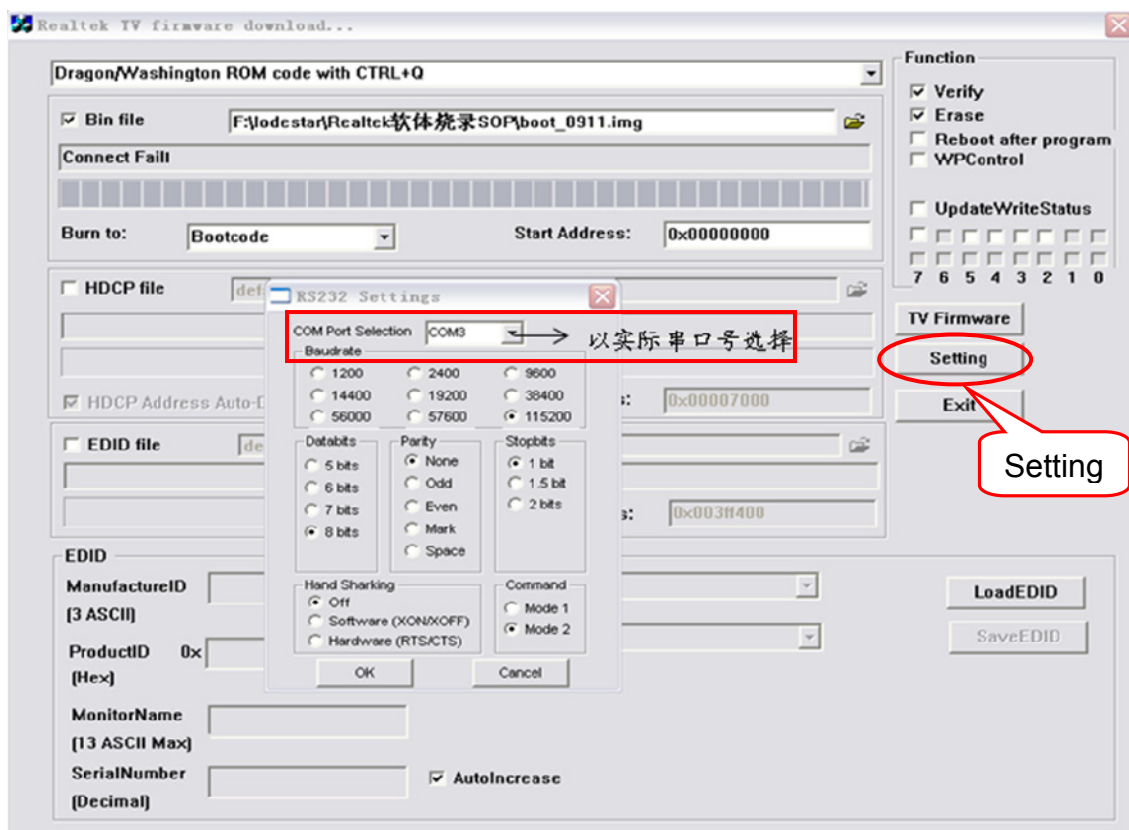 Realtek TV firmware download...
Dragon/Washington ROM code with CTRL+Q
Bin file F:\lodestar\Realtek软体烧录SOP\boot_0911.img
Connect Faill
Burn to: Bootcode Start Address: 0x00000000
Function
Verify
Erase
Reboot after program
WPControl
UpdateWriteStatus
7 6 5 4 3 2 1 0
HDCP file def
HDCP Address Auto-D s: 0x00007000
EDID file de
s: 0x003ff400
TV Firmware
Setting
Exit
Setting
RS232 Settings
COM Port Selection COM3 以实际串口号选择
Baudrate
1200 2400 9600
14400 19200 38400
56000 57600 115200
Databits
5 bits
6 bits
7 bits
8 bits
Parity
None
Odd
Even
Mark
Space
Stopbits
1 bit
1.5 bit
2 bits
Hand Sharking
Off
Software (XON/XOFF)
Hardware (RTS/CTS)
Command
Mode 1
Mode 2
OK Cancel
EDID
ManufactureID
(3 ASCII)
ProductID 0x
(Hex)
MonitorName
(13 ASCII Max)
SerialNumber
(Decimal)
AutoIncrease
LoadEDID
SaveEDID